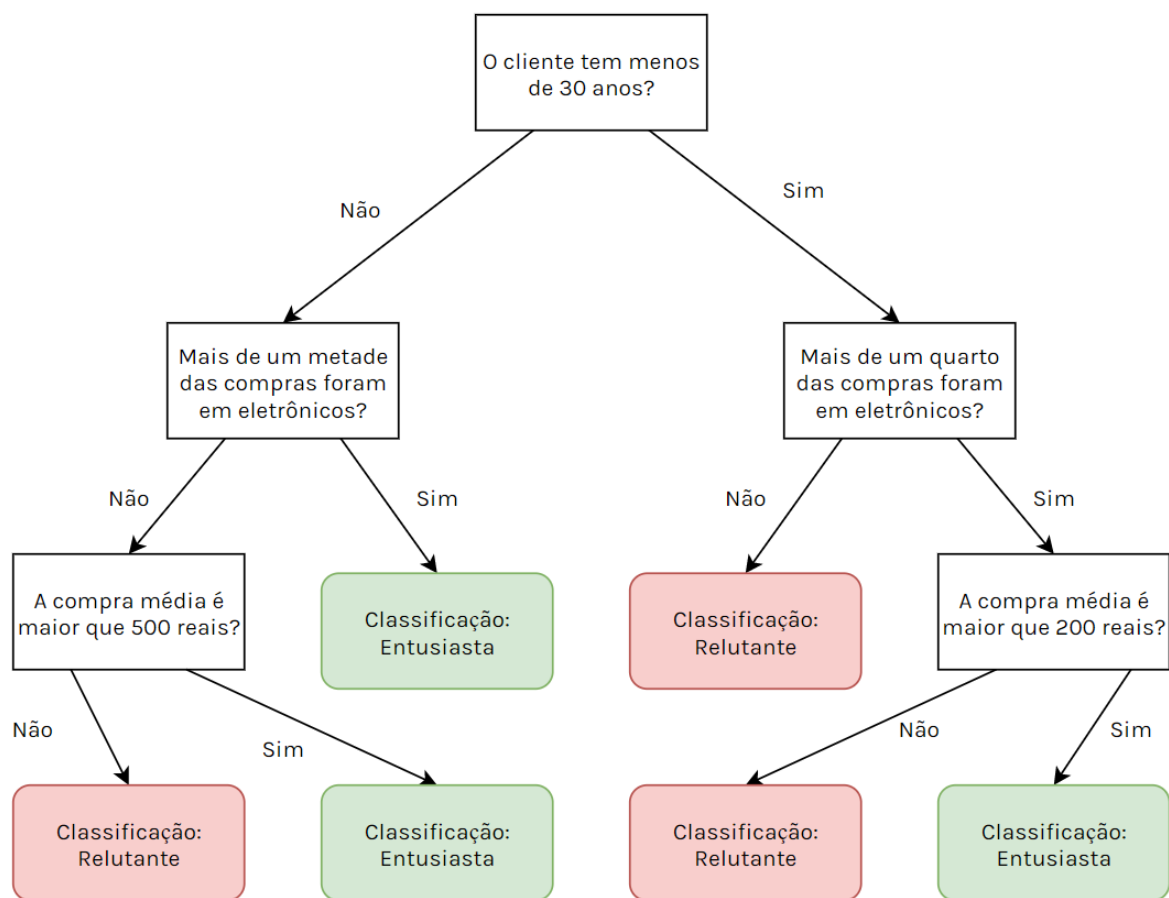 O cliente tem menos
de 30 anos?
Não
Sim
Mais de um metade
das compras foram
em eletrônicos?
Mais de um quarto
das compras foram
em eletrônicos?
Não
Sim
Não
Sim
A compra média é
maior que 500 reais?
Classificação:
Entusiasta
Classificação:
Relutante
A compra média é
maior que 200 reais?
Não
Sim
Não
Sim
Classificação:
Relutante
Classificação:
Entusiasta
Classificação:
Relutante
Classificação:
Entusiasta